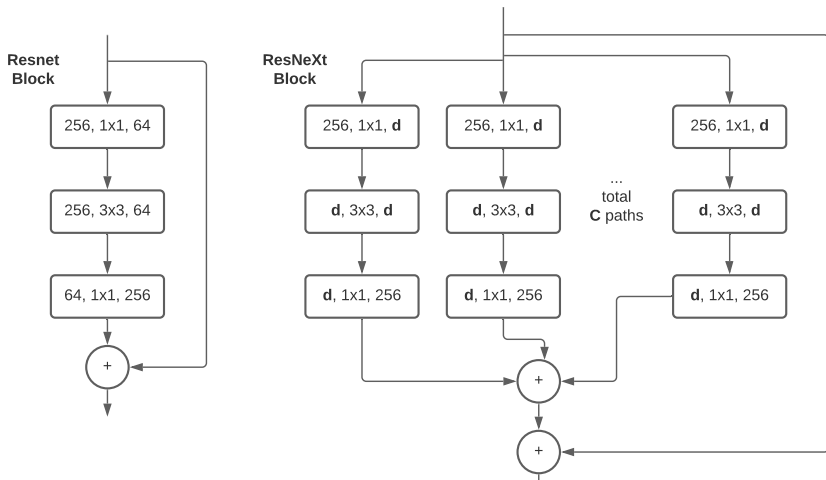 Resnet
Block
256, 1x1, 64
256, 3x3, 64
64, 1x1, 256
+
ResNeXt
Block
256, 1x1, d
256, 1x1, d
256, 1x1, d
d, 3x3, d
d, 3x3, d
...
total
C paths
d, 3x3, d
d, 1x1, 256
d, 1x1, 256
d, 1x1, 256
+
+